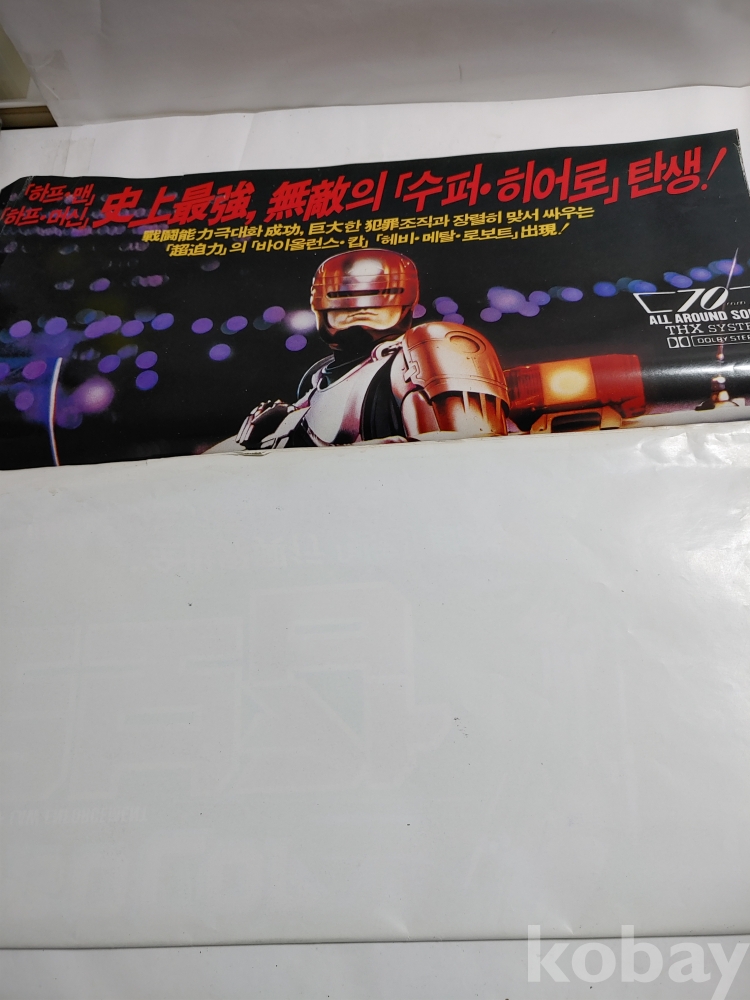 「하프·맨」
「하프·머신」, 史上最強, 無敵의 「수퍼·히어로」 탄생!
戰鬪能力극대화 成功, 巨大한 犯罪조직과 장렬히 맞서 싸우는
「超迫力」의 「바이올런스·캅」「헤비·메탈·로보트」出現!
70
ALL AROUND
THX
DOLBY
kobay